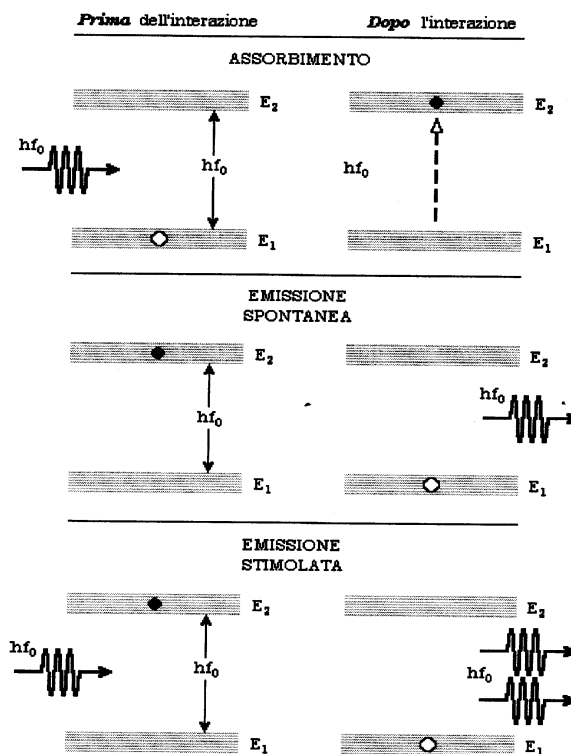 Prima dell'interazione Dopo l'interazione
ASSORBIMENTO
E2 E2
hf0 hf0 hf0
E1 E1
EMISSIONE
SPONTANEA
E2 E2
hf0 hf0
E1 E1
EMISSIONE
STIMOLATA
E2 E2
hf0 hf0 hf0
E1 E1